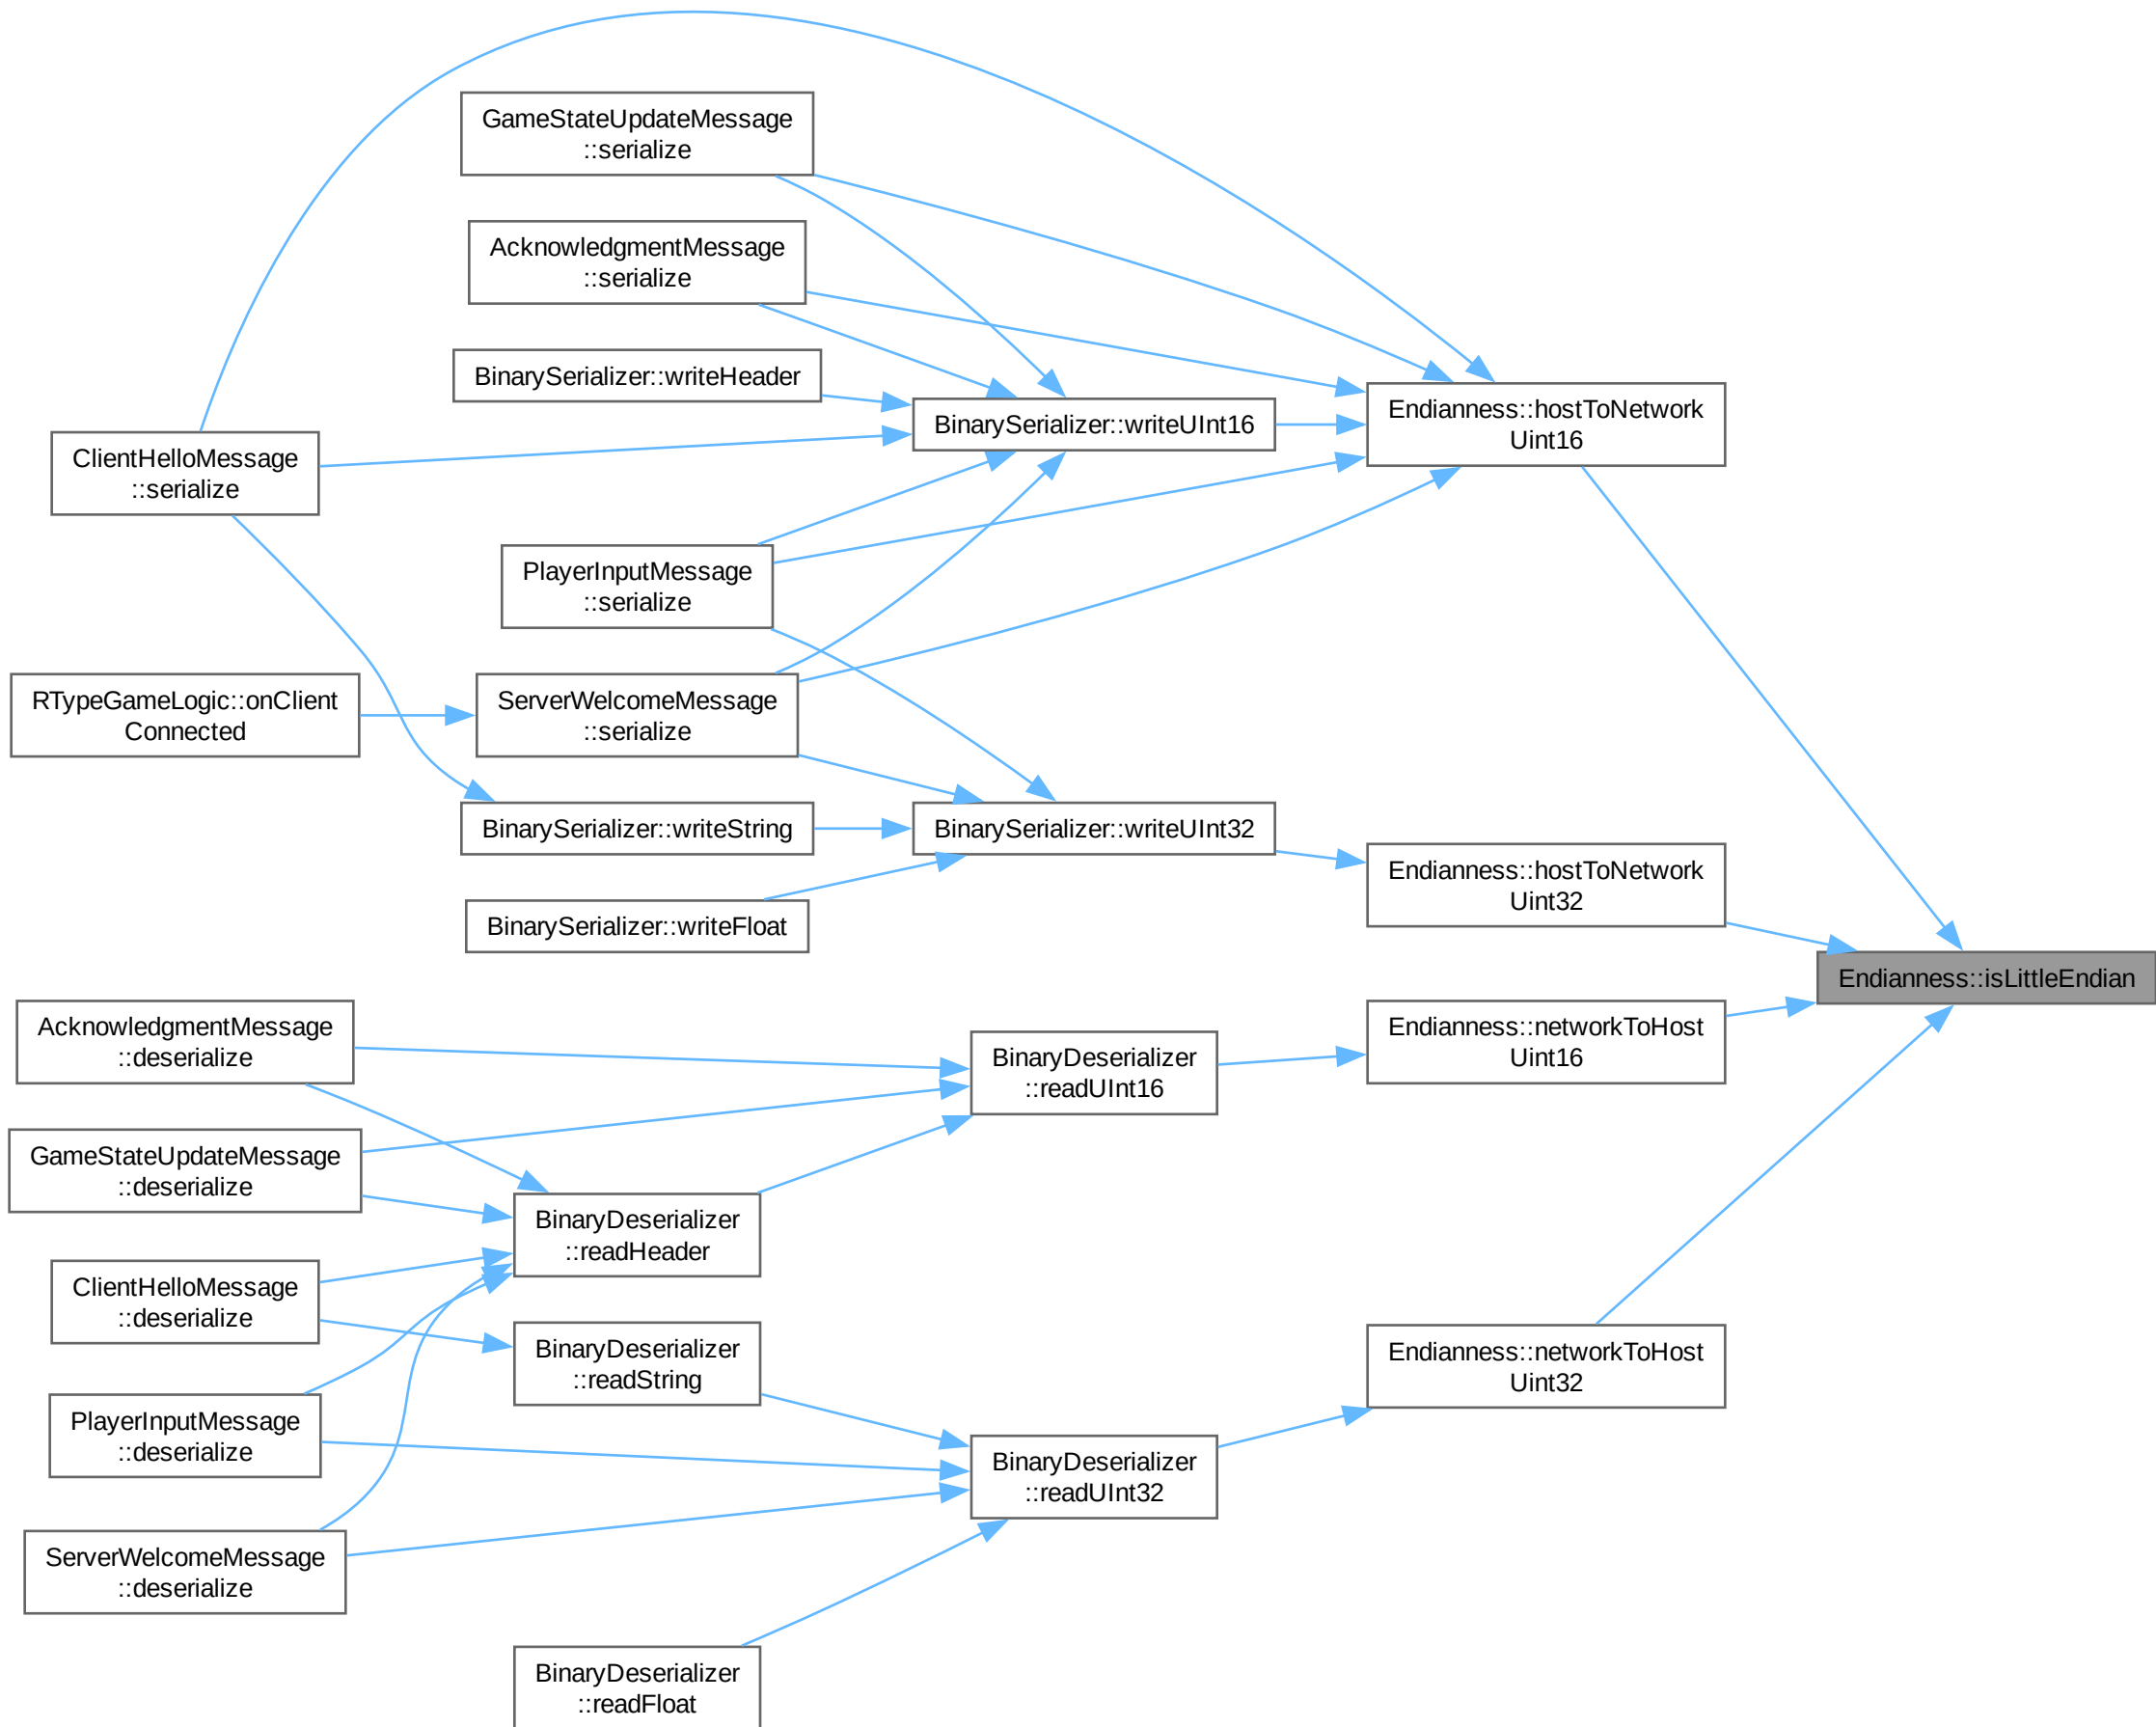 GameStateUpdateMessage
::serialize
AcknowledgmentMessage
::serialize
BinarySerializer::writeHeader
ClientHelloMessage
::serialize
BinarySerializer::writeUInt16
Endianness::hostToNetwork
Uint16
PlayerInputMessage
::serialize
RTypeGameLogic::onClient
Connected
ServerWelcomeMessage
::serialize
BinarySerializer::writeString
BinarySerializer::writeUInt32
Endianness::hostToNetwork
Uint32
BinarySerializer::writeFloat
Endianness::isLittleEndian
AcknowledgmentMessage
::deserialize
BinaryDeserializer
::readUInt16
Endianness::networkToHost
Uint16
GameStateUpdateMessage
::deserialize
BinaryDeserializer
::readHeader
ClientHelloMessage
::deserialize
BinaryDeserializer
::readString
Endianness::networkToHost
Uint32
PlayerInputMessage
::deserialize
BinaryDeserializer
::readUInt32
ServerWelcomeMessage
::deserialize
BinaryDeserializer
::readFloat